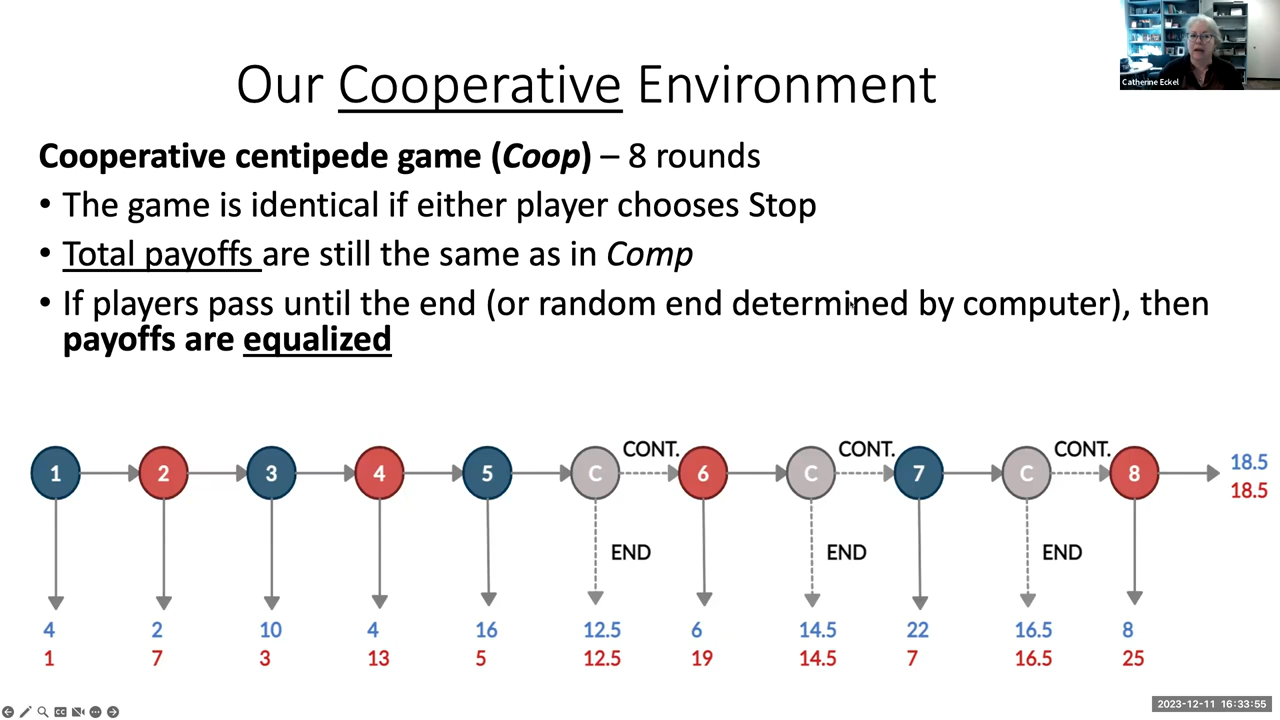 Catherine Eckel
Our Cooperative Environment
Cooperative centipede game (Coop) – 8 rounds
• The game is identical if either player chooses Stop
• Total payoffs are still the same as in Comp
• If players pass until the end (or random end determined by computer), then
payoffs are equalized
CONT. CONT. CONT.
1 2 3 4 5 C 6 C 7 C 8
18.5
18.5
END END END
4 2 10 4 16 12.5 6 14.5 22 16.5 8
1 7 3 13 5 12.5 19 14.5 7 16.5 25
2023-12-11 16:33:55